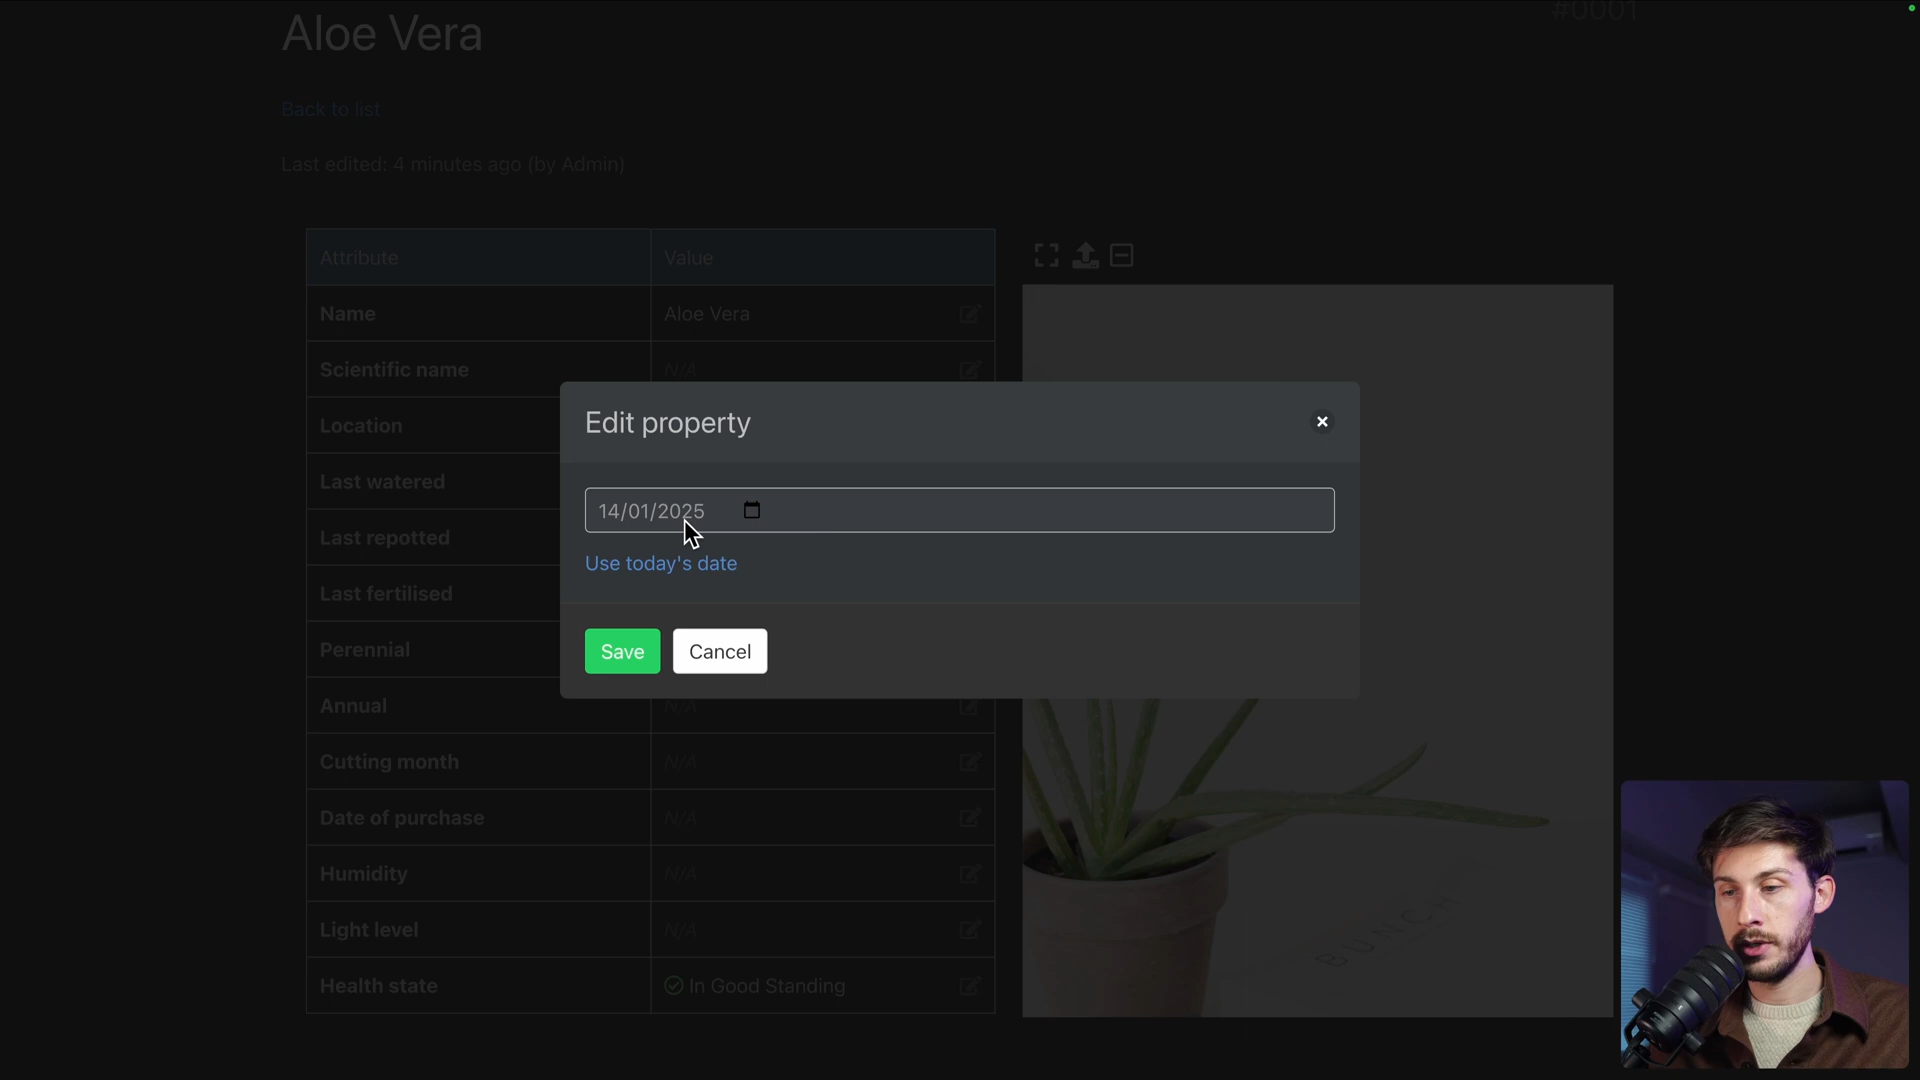 Aloe Vera
#0001
Back to list
Last edited: 4 minutes ago (by Admin)
Attribute Value
Name Aloe Vera
Scientific name N/A
Location
Last watered
Last repotted
Last fertilised
Perennial
Annual N/A
Cutting month N/A
Date of purchase N/A
Humidity N/A
Light level N/A
Health state In Good Standing
Edit property
14/01/2025
Use today's date
Save Cancel
BUNCH